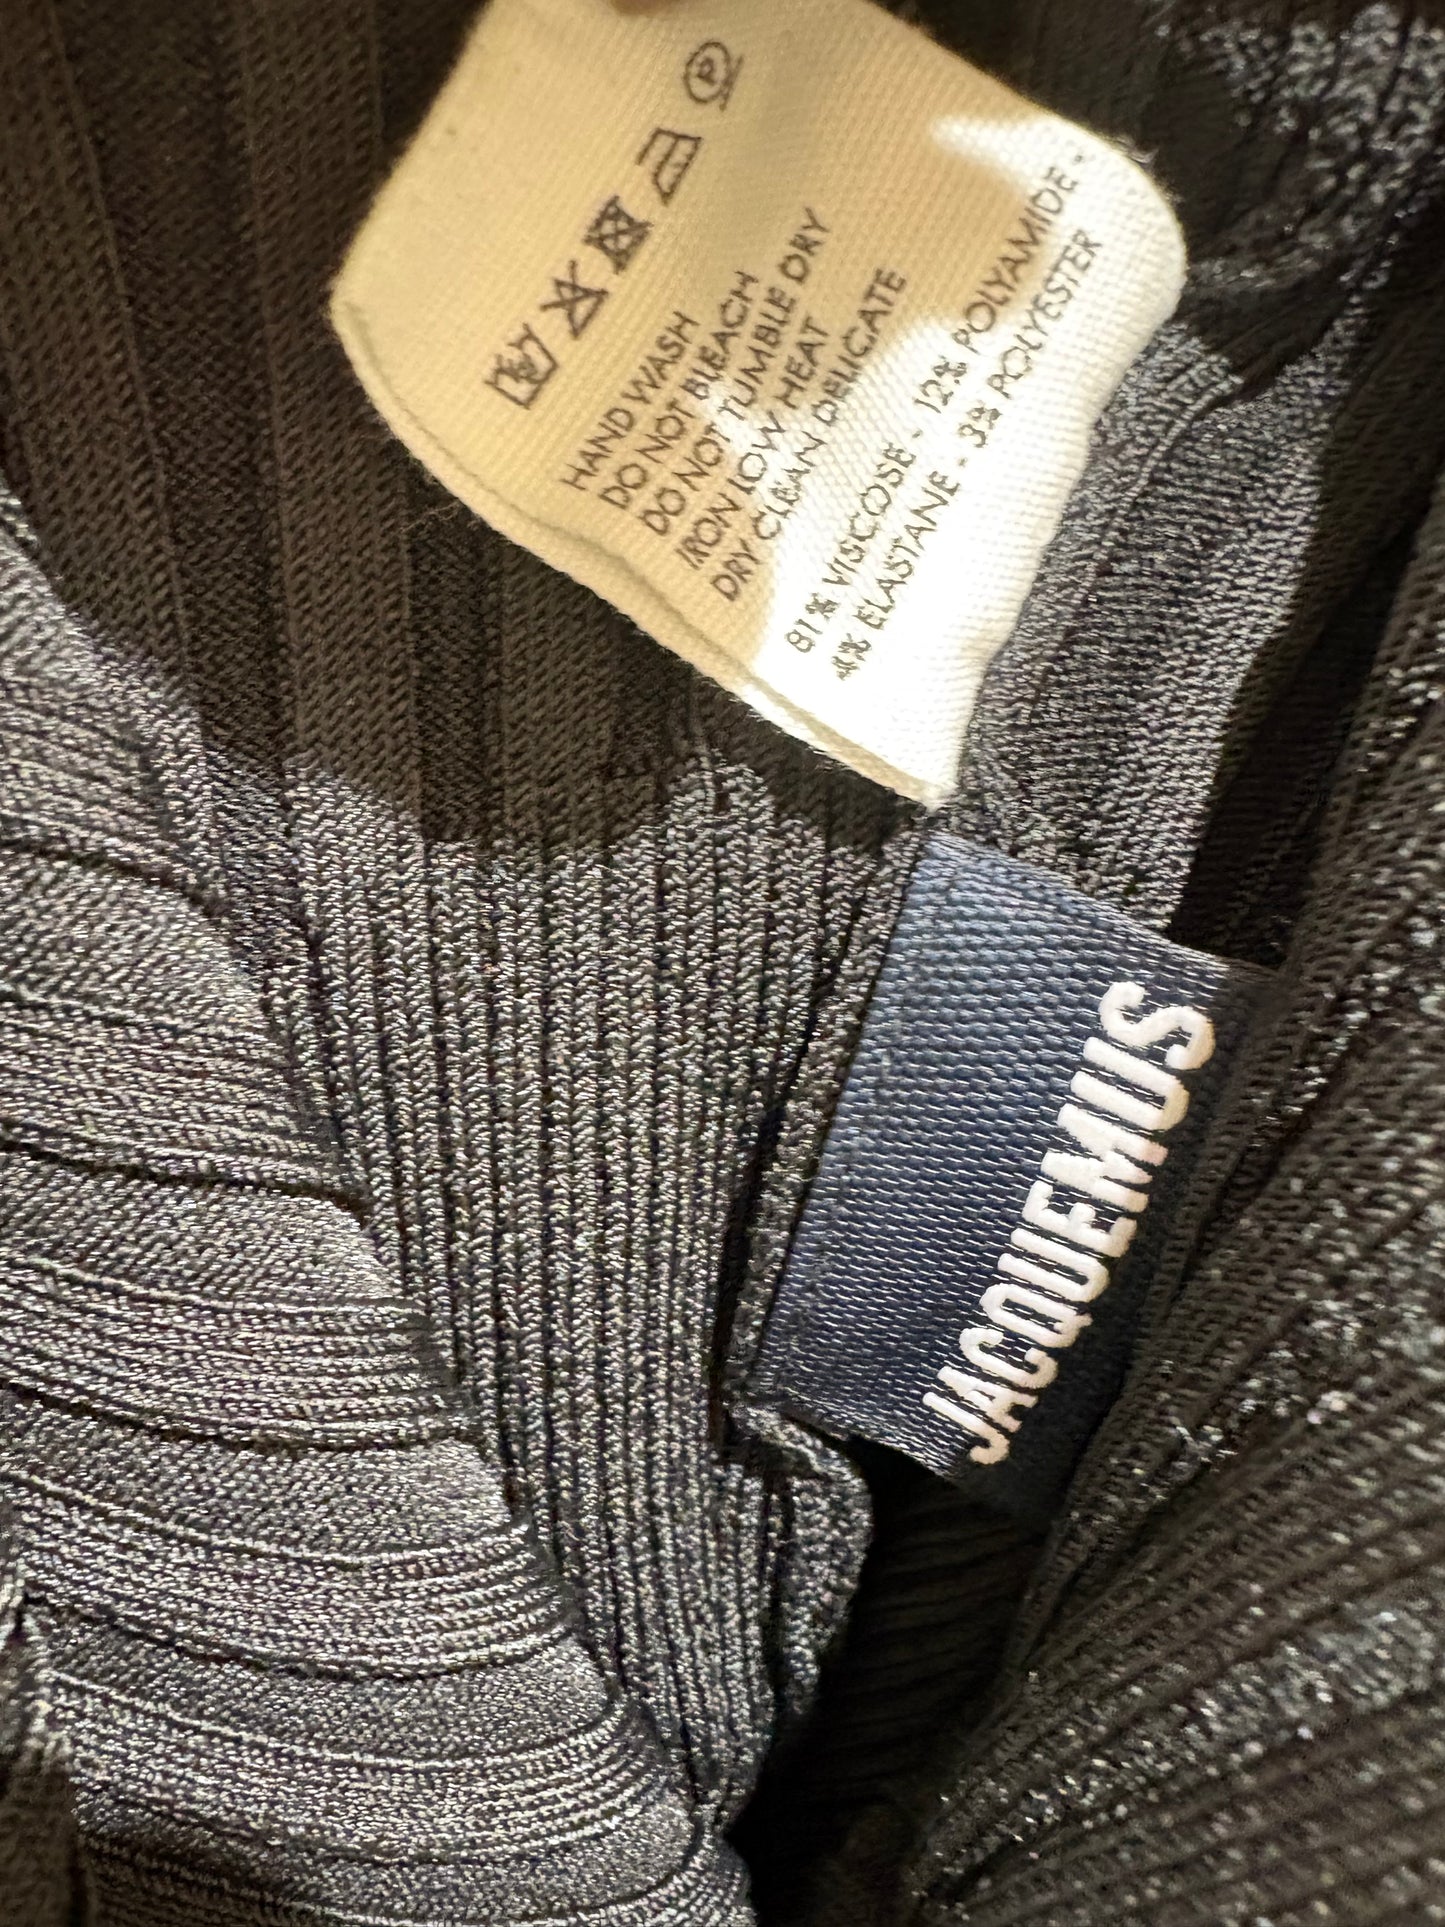 P
HAND WASH
DO NOT BLEACH
DO NOT TUMBLE DRY
IRON LOW HEAT
DRY CLEAN DELICATE
81% VISCOSE - 12% POLYAMIDE -
4% ELASTANE - 3% POLYESTER
JACQUEMUS